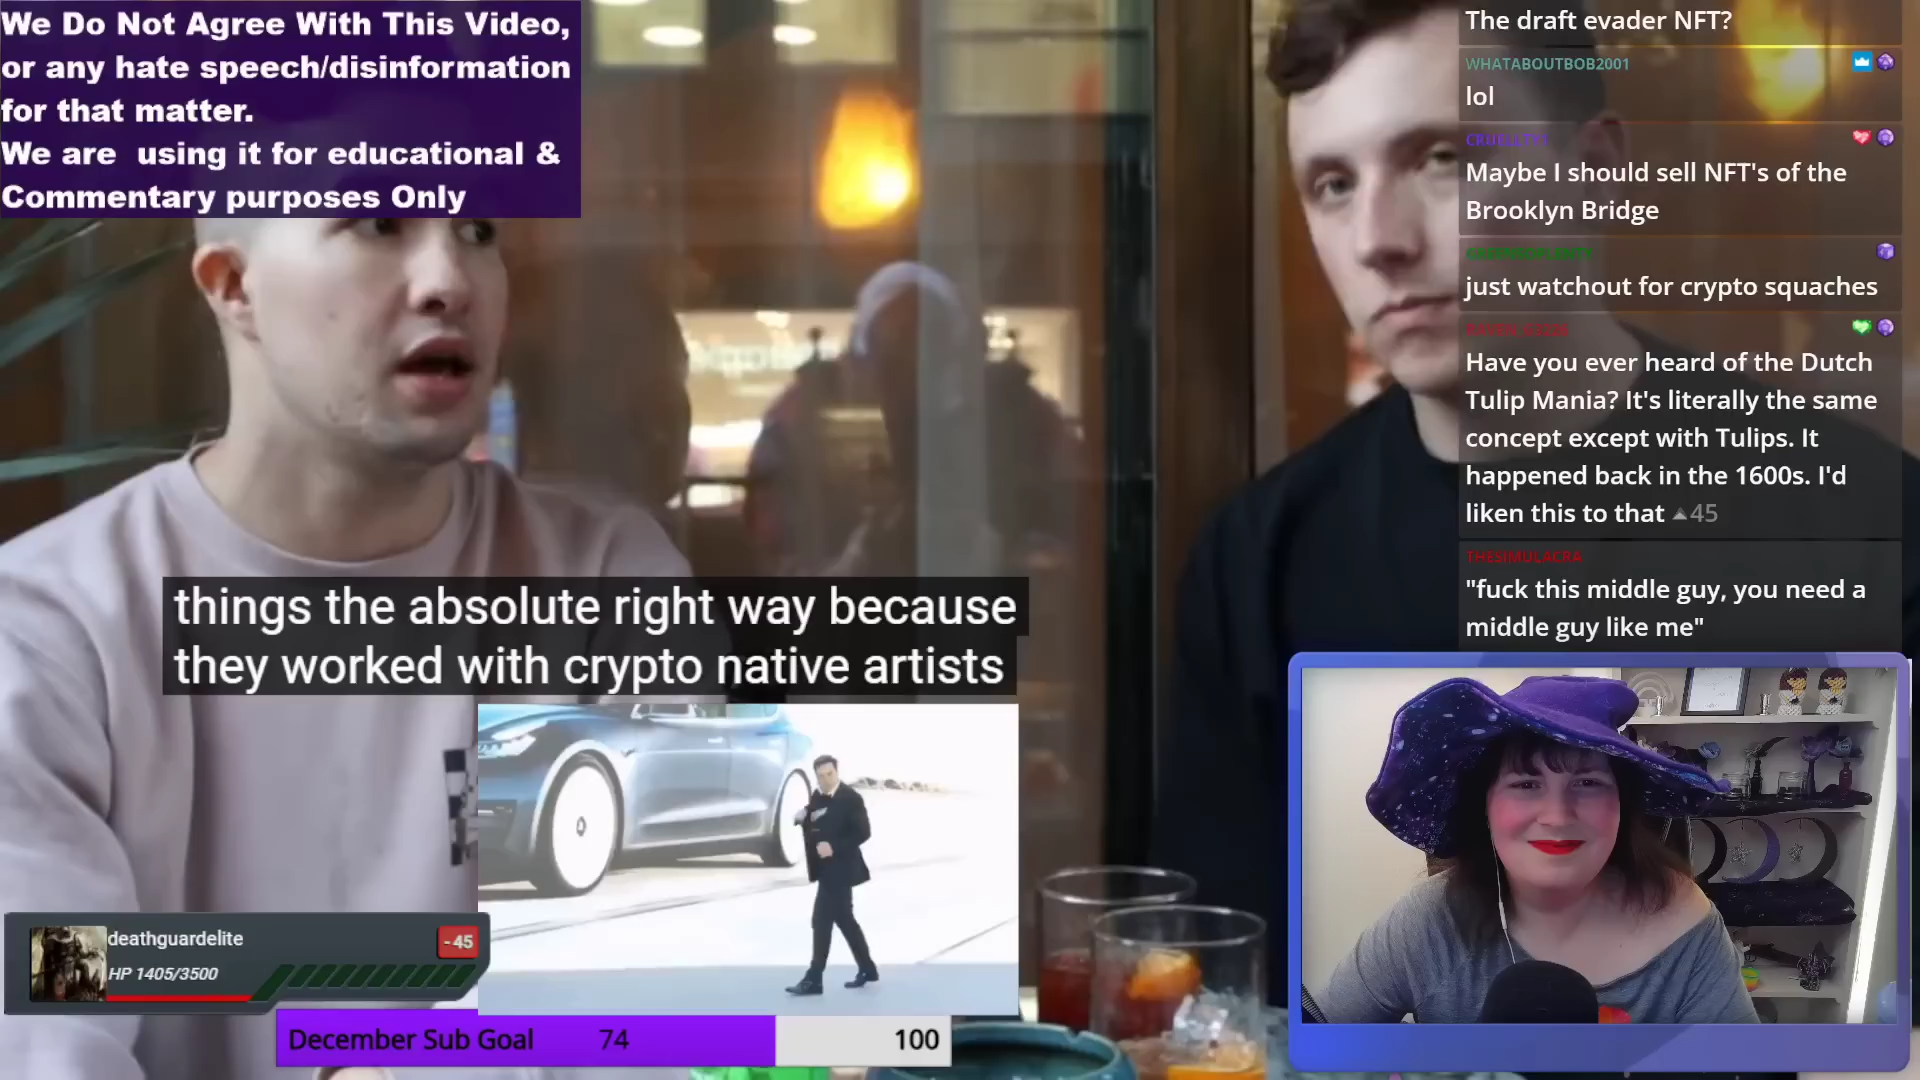 We Do Not Agree With This Video,
or any hate speech/disinformation
for that matter.
We are using it for educational &
Commentary purposes Only
The draft evader NFT?
WHATABOUTBOB2001
lol
Maybe I should sell NFT's of the
Brooklyn Bridge
just watchout for crypto squaches
Have you ever heard of the Dutch
Tulip Mania? It's literally the same
concept except with Tulips. It
happened back in the 1600s. I'd
liken this to that 45
THESIMULACRA
"fuck this middle guy, you need a
middle guy like me"
things the absolute right way because
they worked with crypto native artists
deathguardelite
-45
HP 1405/3500
December Sub Goal 74 100